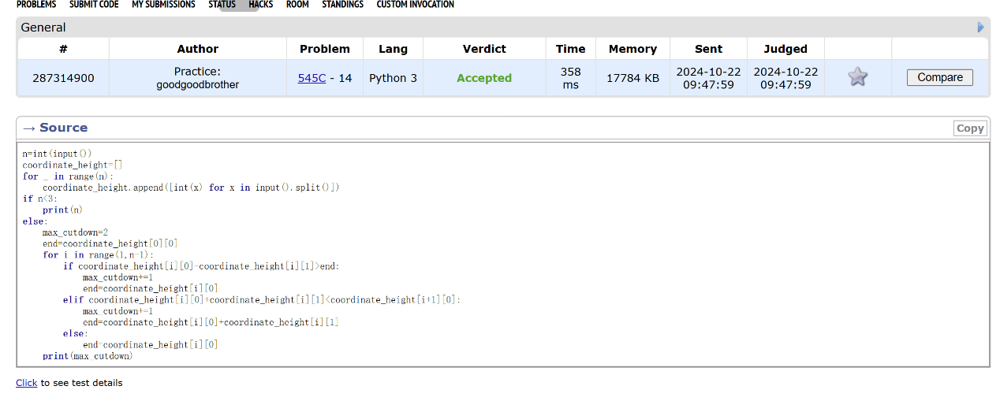 PROBLEMS SUBMIT CODE MY SUBMISSIONS STATUS HACKS ROOM STANDINGS CUSTOM INVOCATION
General
# Author Problem Lang Verdict Time Memory Sent Judged
287314900 Practice: goodgoodbrother 545C - 14 Python 3 Accepted 358 ms 17784 KB 2024-10-22 09:47:59 2024-10-22 09:47:59 Compare
→ Source Copy
n=int(input())
coordinate_height=[]
for _ in range(n):
    coordinate_height.append([int(x) for x in input().split()])
if n<3:
    print(n)
else:
    max_cutdown=2
    end=coordinate_height[0][0]
    for i in range(1,n-1):
        if coordinate_height[i][0]-coordinate_height[i][1]>end:
            max_cutdown+=1
            end=coordinate_height[i][0]
        elif coordinate_height[i][0]+coordinate_height[i][1]<coordinate_height[i+1][0]:
            max_cutdown+=1
            end=coordinate_height[i][0]+coordinate_height[i][1]
        else:
            end=coordinate_height[i][0]
    print(max_cutdown)
Click to see test details